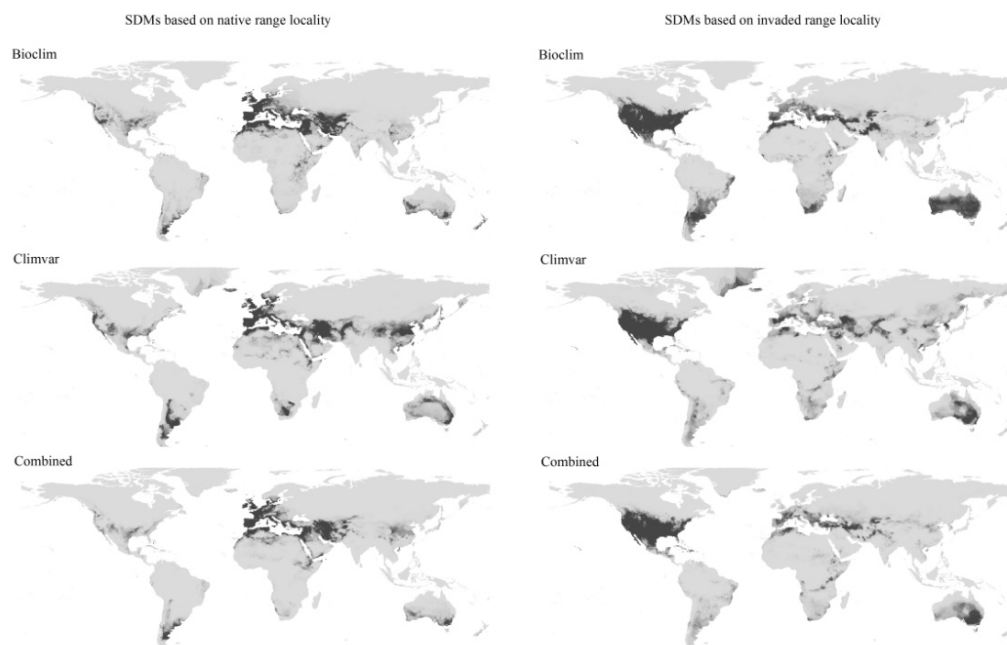 SDMs based on native range locality
SDMs based on invaded range locality
Bioclim
Bioclim
Climvar
Climvar
Combined
Combined